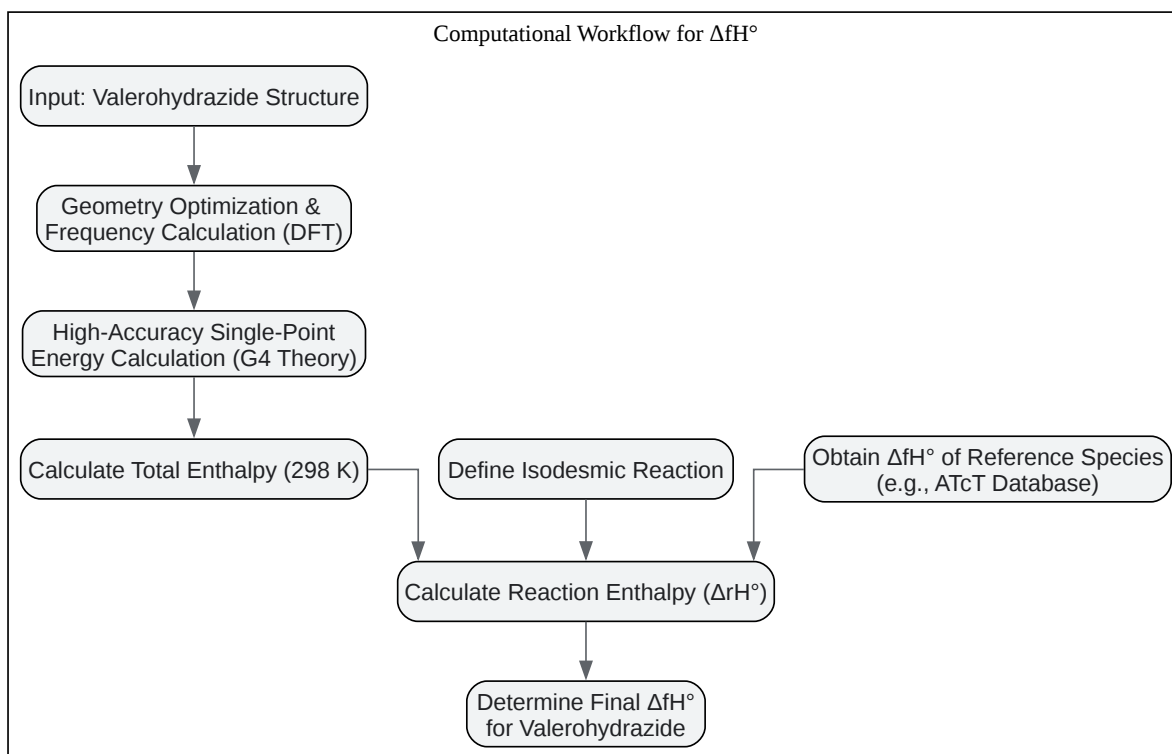 Computational Workflow for ΔfH°
Input: Valerohydrazide Structure
Geometry Optimization &
Frequency Calculation (DFT)
High-Accuracy Single-Point
Energy Calculation (G4 Theory)
Calculate Total Enthalpy (298 K)
Define Isodesmic Reaction
Obtain ΔfH° of Reference Species
(e.g., ATcT Database)
Calculate Reaction Enthalpy (ΔrH°)
Determine Final ΔfH°
for Valerohydrazide